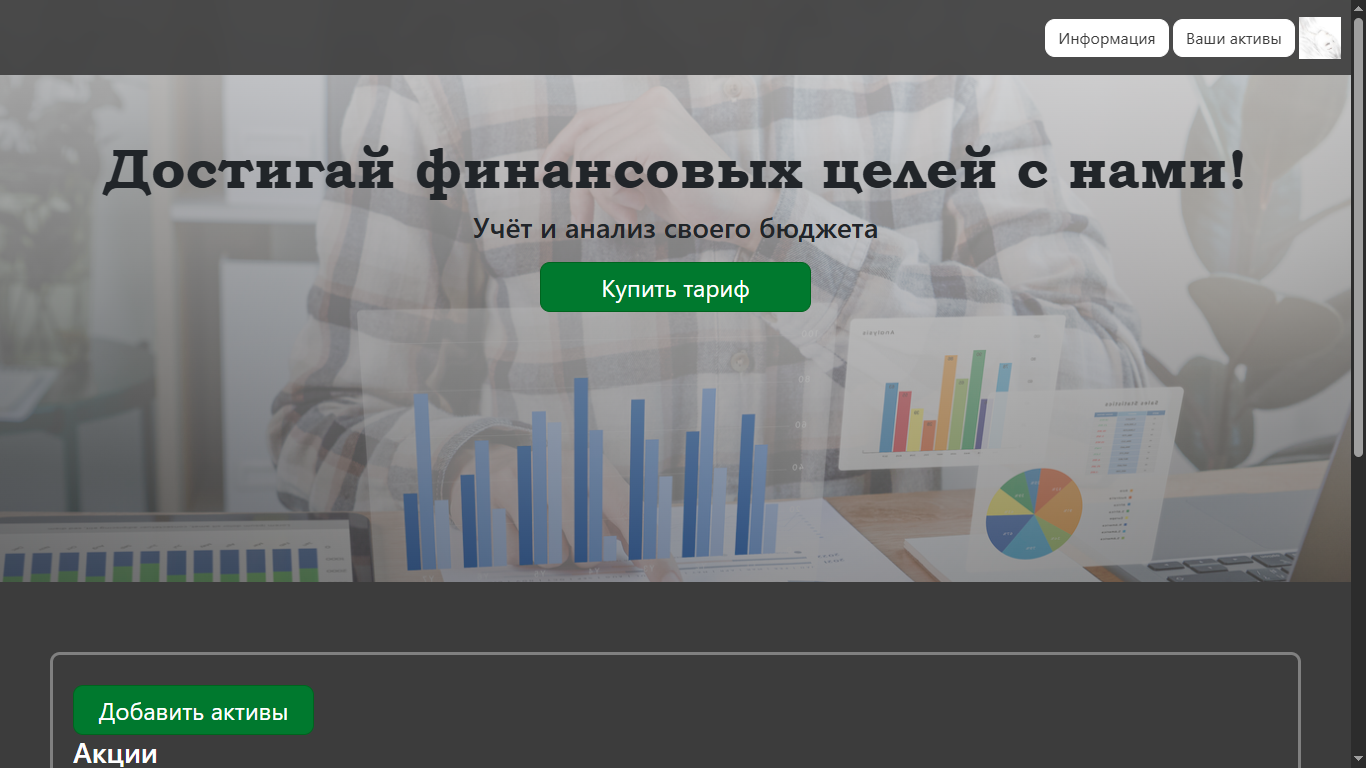 Информация
Ваши активы
Достигай финансовых целей с нами!
Учёт и анализ своего бюджета
Купить тариф
Добавить активы
Акции